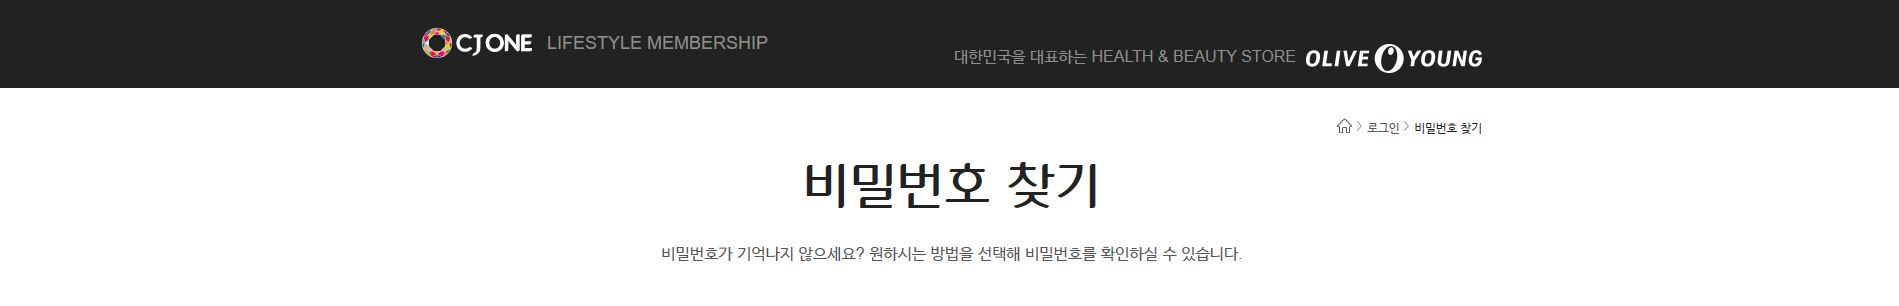 CJ ONE LIFESTYLE MEMBERSHIP
대한민국을 대표하는 HEALTH & BEAUTY STORE OLIVE YOUNG
로그인 > 비밀번호 찾기
비밀번호 찾기
비밀번호가 기억나지 않으세요? 원하시는 방법을 선택해 비밀번호를 확인하실 수 있습니다.